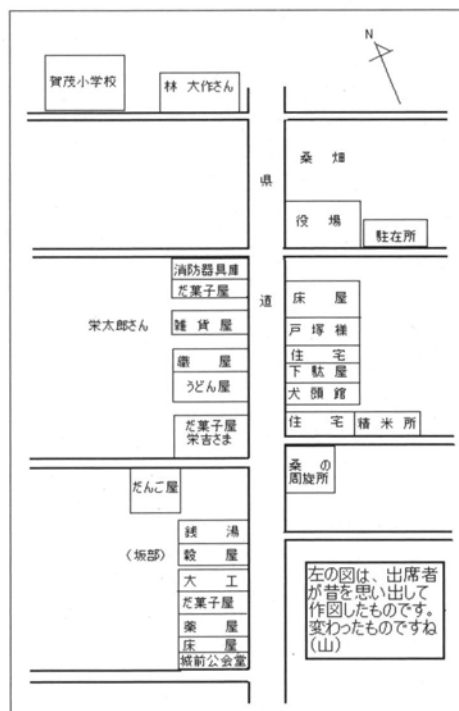 N
賀茂小学校
林 大作さん
県
道
桑 畑
役 場
駐在所
消防器具庫
だ菓子屋
栄太郎さん
雑 貨 屋
屋
うどん屋
だ菓子屋
栄吉さま
床 屋
戸 塚 様
住 宅
下 駄 屋
犬 頭 館
住 宅
精 米 所
桑 の
周旋所
だんご屋
銭 湯
(坂部)
穀 屋
大 工
だ菓子屋
薬 屋
床 屋
城前公会堂
左の図は、出席者
が昔を思い出して
作図したものです。
変わったものですね
(山)